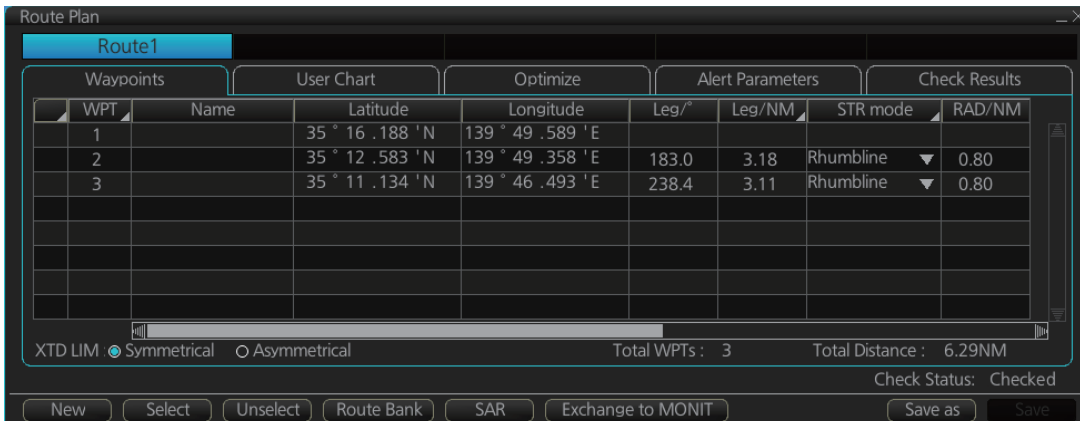 Route Plan
Route1
Waypoints User Chart Optimize Alert Parameters Check Results
WPT Name Latitude Longitude Leg/° Leg/NM STR mode RAD/NM
1 35 ° 16 .188 'N 139 ° 49 .589 'E
2 35 ° 12 .583 'N 139 ° 49 .358 'E 183.0 3.18 Rhumbline 0.80
3 35 ° 11 .134 'N 139 ° 46 .493 'E 238.4 3.11 Rhumbline 0.80
XTD LIM : Symmetrical Asymmetrical Total WPTs : 3 Total Distance : 6.29NM
Check Status: Checked
New Select Unselect Route Bank SAR Exchange to MONIT Save as Save